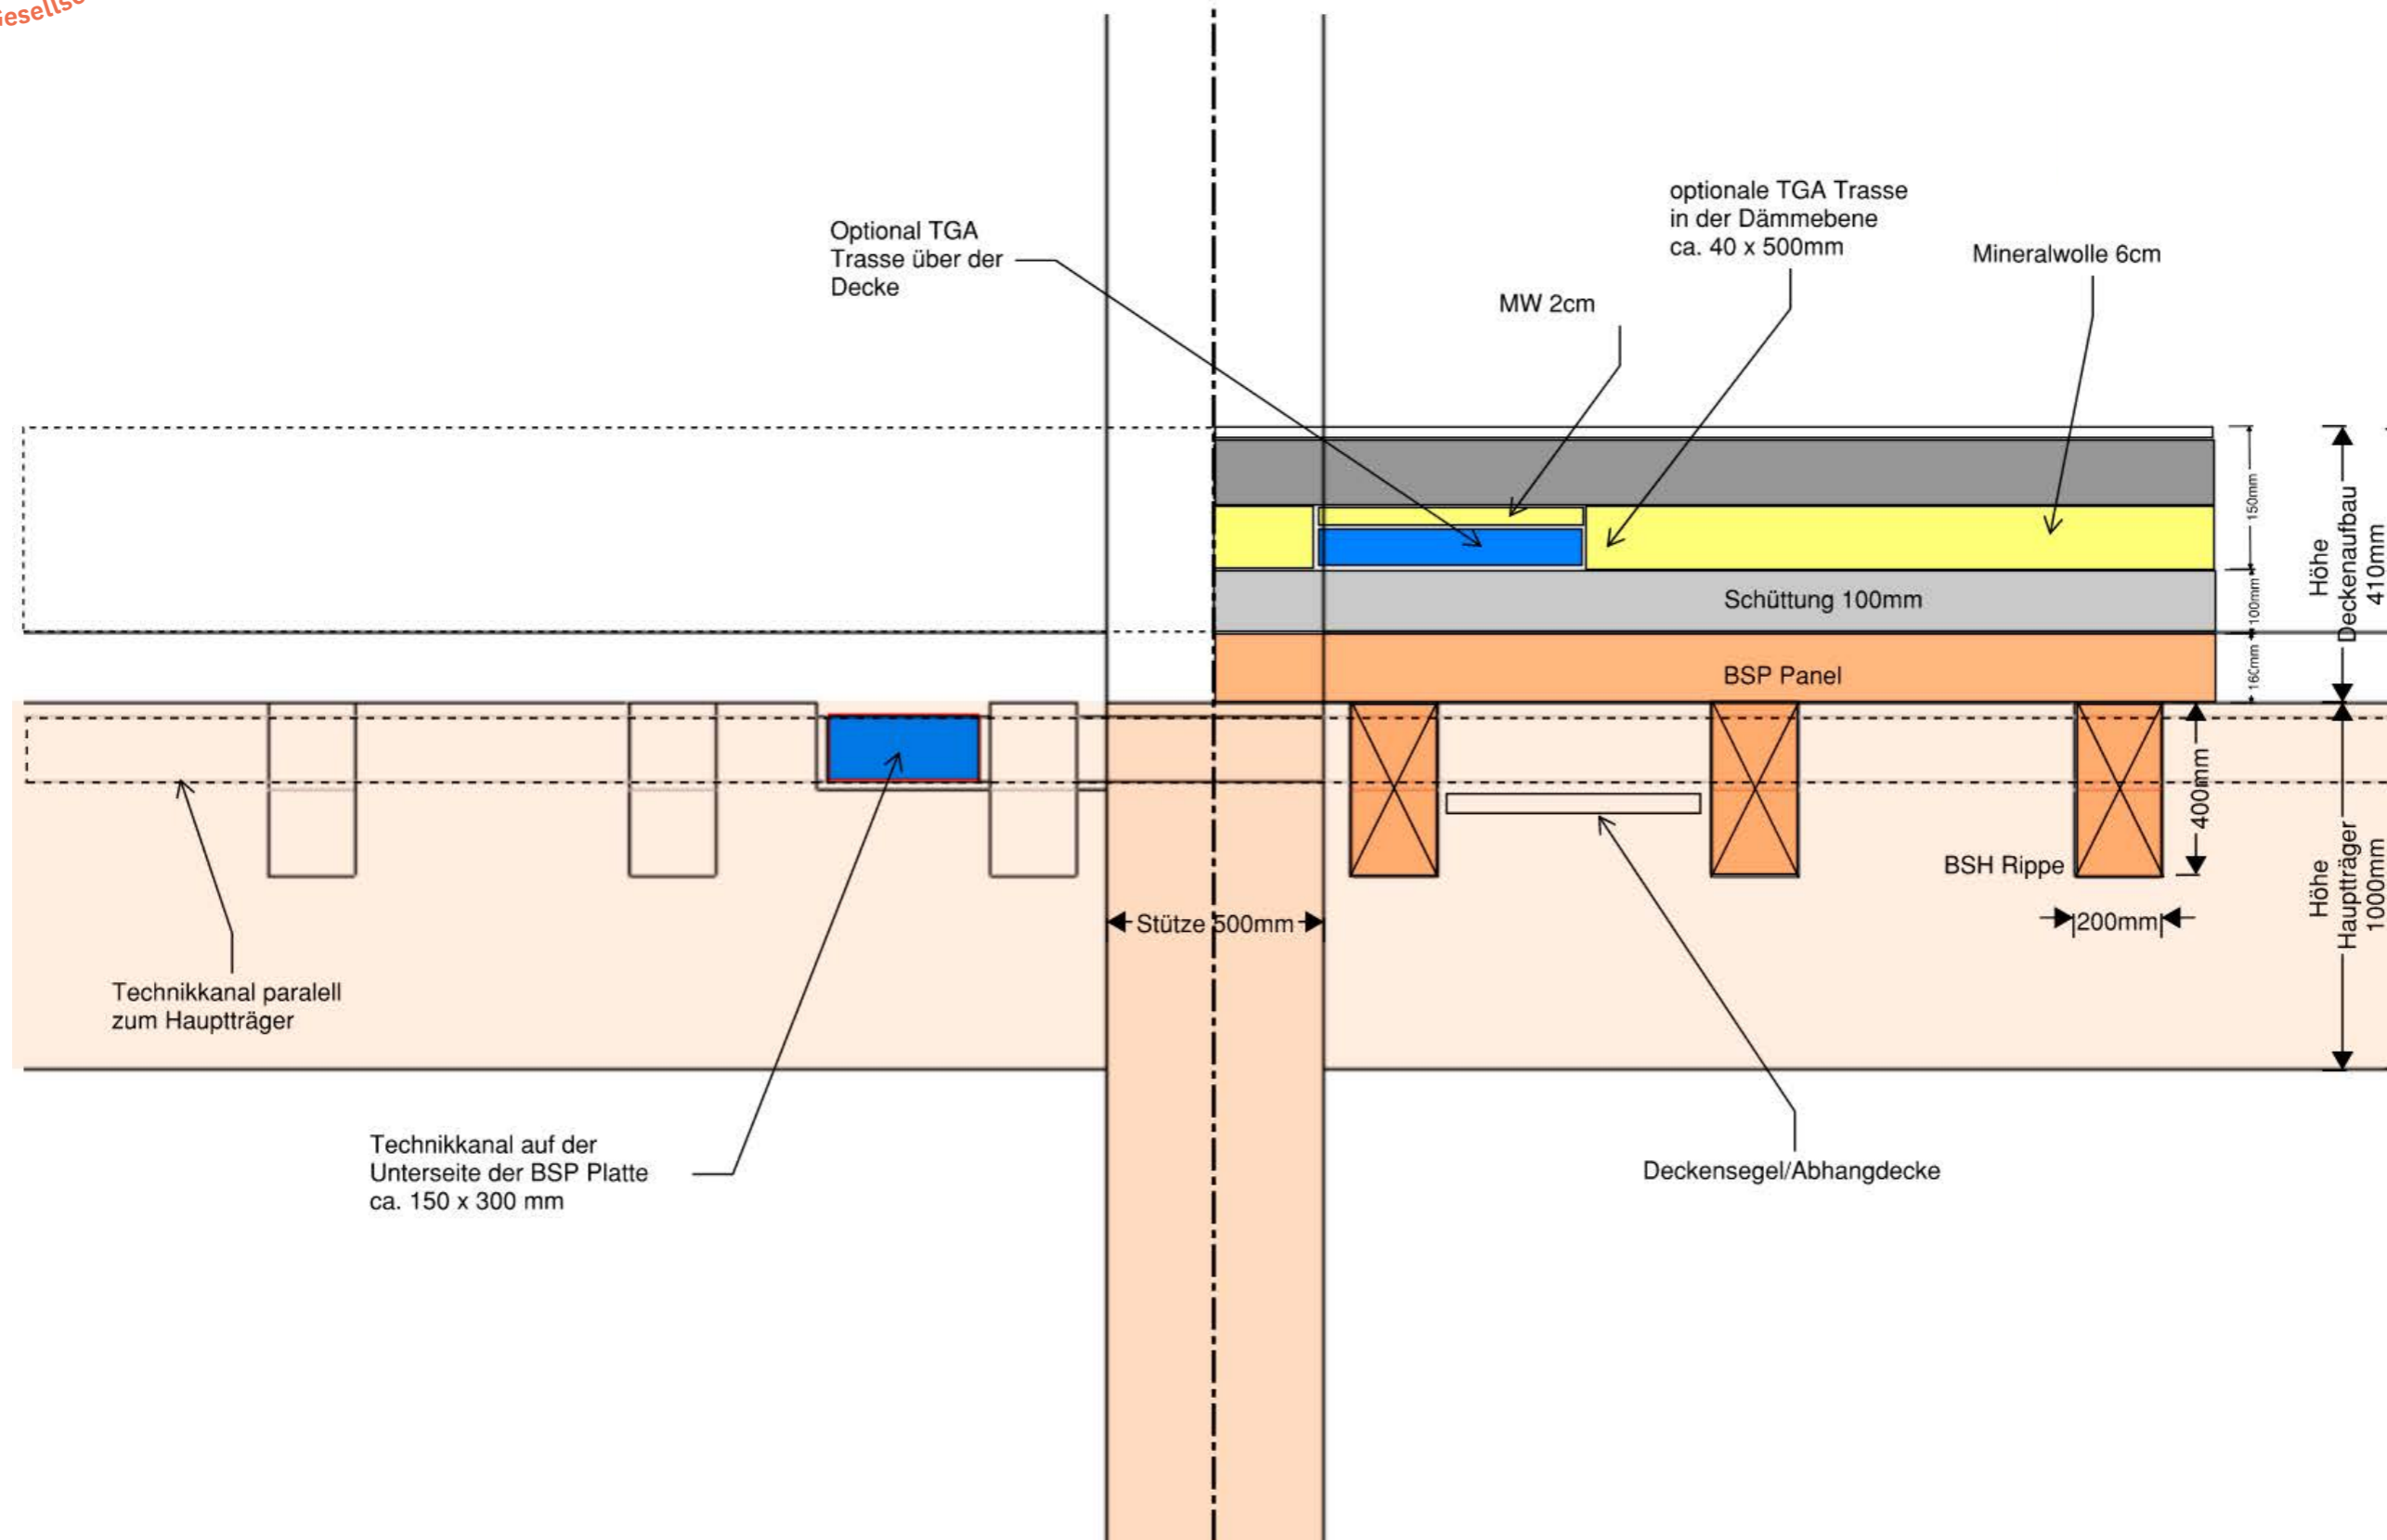 Optional TGA
Trasse über der
Decke
optionale TGA Trasse
in der Dämmebene
ca. 40 x 500mm
Mineralwolle 6cm
MW 2cm
150mm
Höhe
Deckenaufbau
410mm
Schüttung 100mm
100mm
BSP Panel
160mm
400mm
BSH Rippe
Höhe
Hauptträger
1000mm
Stütze 500mm
200mm
Technikkanal paralell
zum Hauptträger
Technikkanal auf der
Unterseite der BSP Platte
ca. 150 x 300 mm
Deckensegel/Abhangdecke